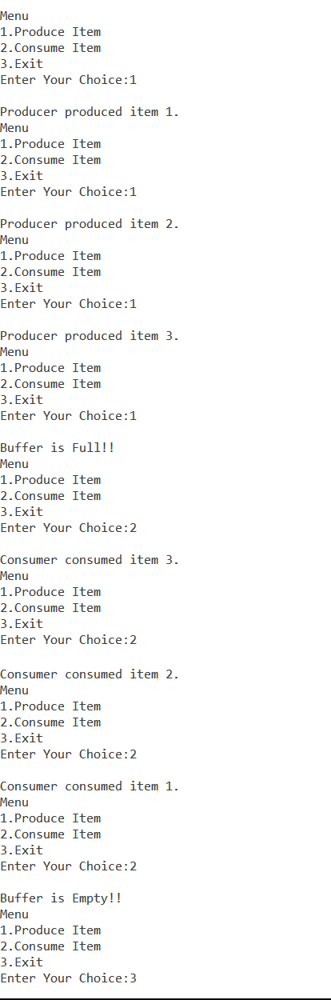 Menu
1.Produce Item
2.Consume Item
3.Exit
Enter Your Choice:1
Producer produced item 1.
Menu
1.Produce Item
2.Consume Item
3.Exit
Enter Your Choice:1
Producer produced item 2.
Menu
1.Produce Item
2.Consume Item
3.Exit
Enter Your Choice:1
Producer produced item 3.
Menu
1.Produce Item
2.Consume Item
3.Exit
Enter Your Choice:1
Buffer is Full!!
Menu
1.Produce Item
2.Consume Item
3.Exit
Enter Your Choice:2
Consumer consumed item 3.
Menu
1.Produce Item
2.Consume Item
3.Exit
Enter Your Choice:2
Consumer consumed item 2.
Menu
1.Produce Item
2.Consume Item
3.Exit
Enter Your Choice:2
Consumer consumed item 1.
Menu
1.Produce Item
2.Consume Item
3.Exit
Enter Your Choice:2
Buffer is Empty!!
Menu
1.Produce Item
2.Consume Item
3.Exit
Enter Your Choice:3